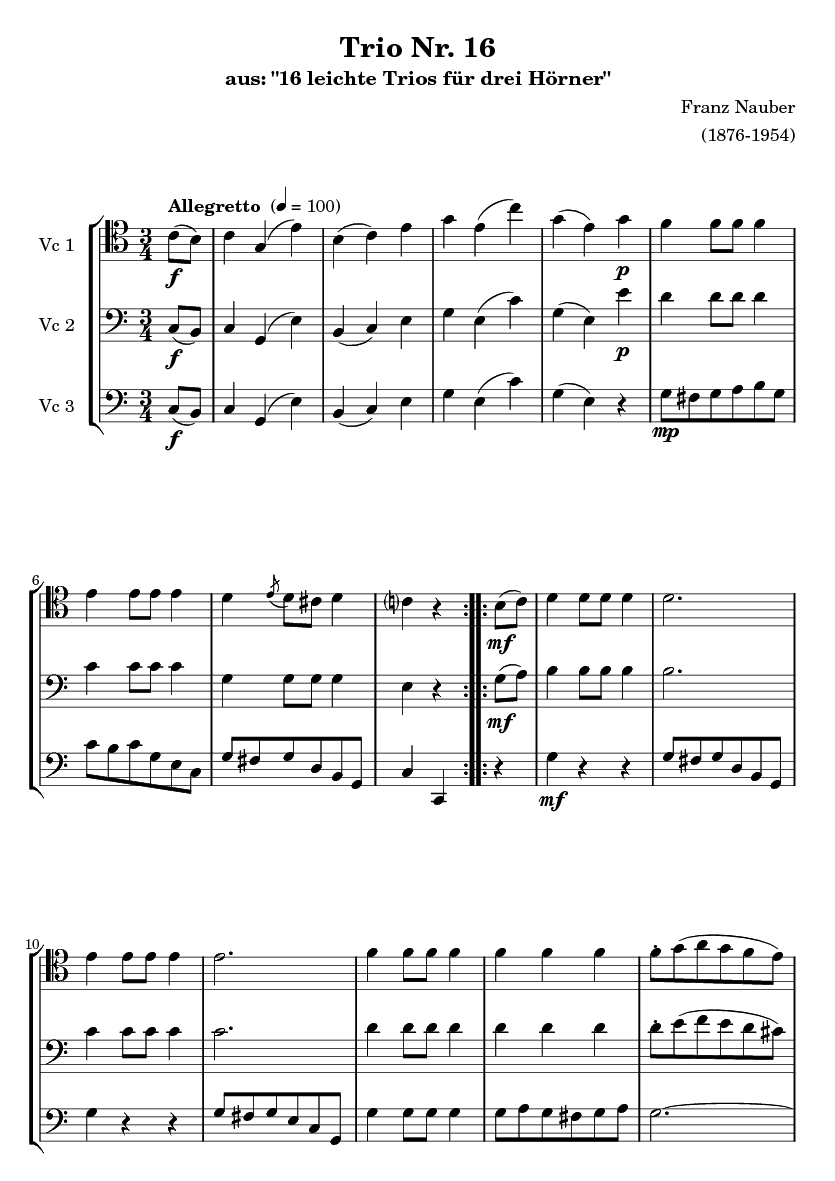 Trio Nr. 16
aus: "16 leichte Trios für drei Hörner"
Franz Nauber
(1876-1954)
Allegretto (♩ = 100)
Vc 1
f
p
Vc 2
f
p
Vc 3
f
mp
6
mf
mf
mf
10